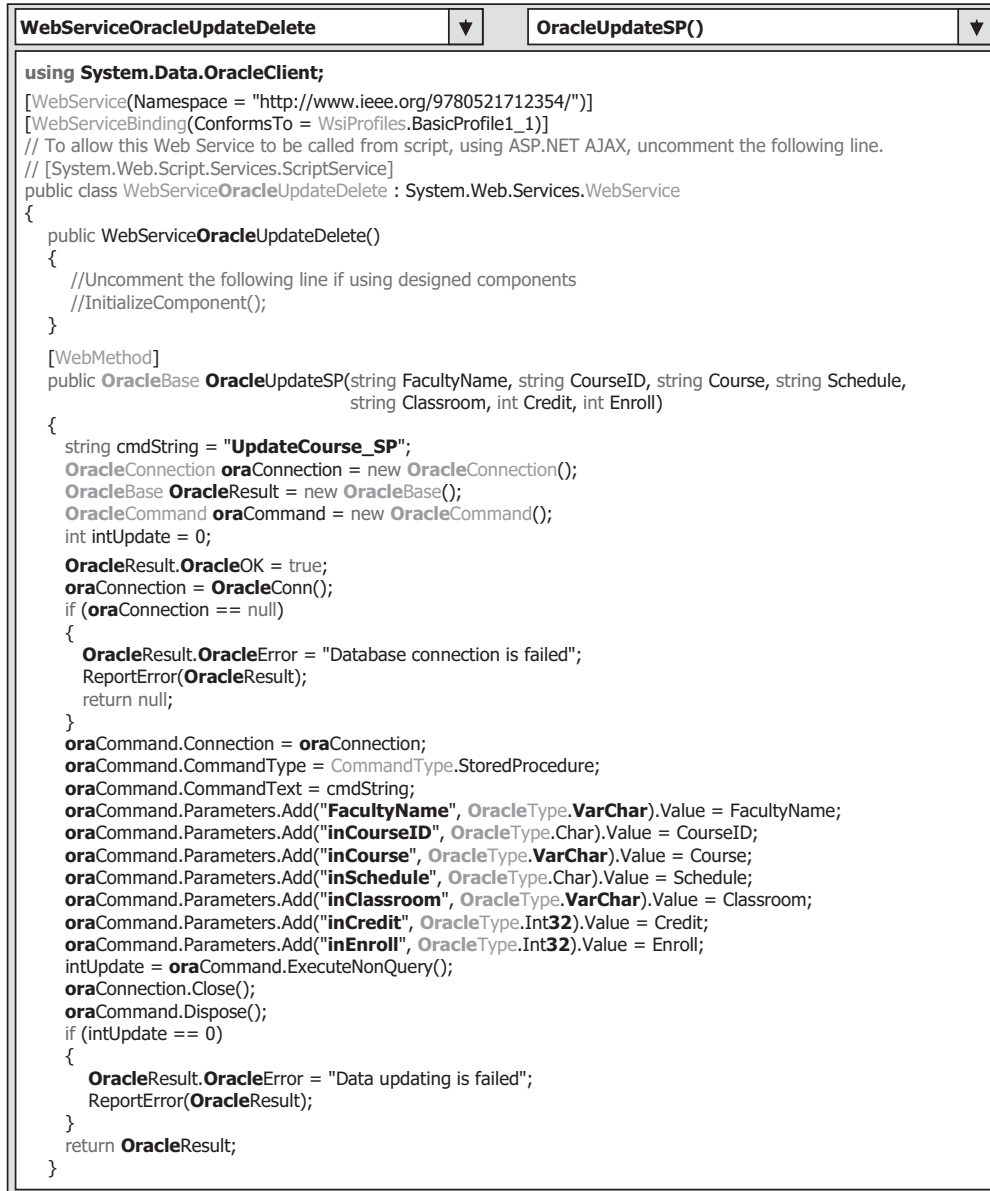 WebServiceOracleUpdateDelete
OracleUpdateSP()
using System.Data.OracleClient;
[WebService(Namespace = "http://www.ieee.org/9780521712354/")]
[WebServiceBinding(ConformsTo = WsiProfiles.BasicProfile1_1)]
// To allow this Web Service to be called from script, using ASP.NET AJAX, uncomment the following line.
// [System.Web.Script.Services.ScriptService]
public class WebServiceOracleUpdateDelete : System.Web.Services.WebService
{
public WebServiceOracleUpdateDelete()
{
//Uncomment the following line if using designed components
//InitializeComponent();
}
[WebMethod]
public OracleBase OracleUpdateSP(string FacultyName, string CourseID, string Course, string Schedule,
string Classroom, int Credit, int Enroll)
{
string cmdString = "UpdateCourse_SP";
OracleConnection oraConnection = new OracleConnection();
OracleBase OracleResult = new OracleBase();
OracleCommand oraCommand = new OracleCommand();
int intUpdate = 0;
OracleResult.OracleOK = true;
oraConnection = OracleConn();
if (oraConnection == null)
{
OracleResult.OracleError = "Database connection is failed";
ReportError(OracleResult);
return null;
}
oraCommand.Connection = oraConnection;
oraCommand.CommandType = CommandType.StoredProcedure;
oraCommand.CommandText = cmdString;
oraCommand.Parameters.Add("FacultyName", OracleType.VarChar).Value = FacultyName;
oraCommand.Parameters.Add("inCourseID", OracleType.Char).Value = CourseID;
oraCommand.Parameters.Add("inCourse", OracleType.VarChar).Value = Course;
oraCommand.Parameters.Add("inSchedule", OracleType.Char).Value = Schedule;
oraCommand.Parameters.Add("inClassroom", OracleType.VarChar).Value = Classroom;
oraCommand.Parameters.Add("inCredit", OracleType.Int32).Value = Credit;
oraCommand.Parameters.Add("inEnroll", OracleType.Int32).Value = Enroll;
intUpdate = oraCommand.ExecuteNonQuery();
oraConnection.Close();
oraCommand.Dispose();
if (intUpdate == 0)
{
OracleResult.OracleError = "Data updating is failed";
ReportError(OracleResult);
}
return OracleResult;
}